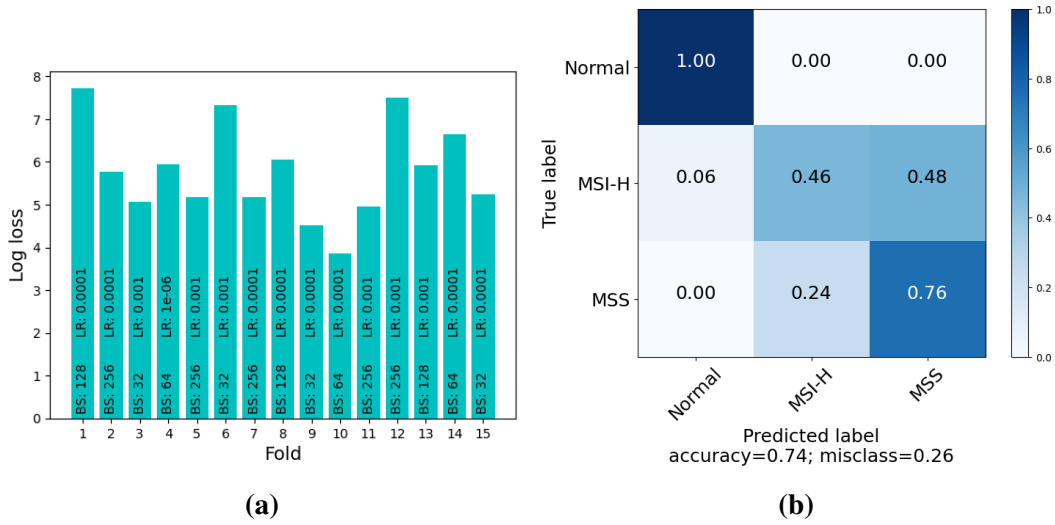 Log loss
8
7
6
5
4
3
2
1
0
BS: 128 LR: 0.0001
BS: 256 LR: 0.0001
BS: 32 LR: 0.001
BS: 64 LR: 1e-06
BS: 256 LR: 0.001
BS: 32 LR: 0.001
BS: 256 LR: 0.0001
BS: 128 LR: 0.0001
BS: 32 LR: 0.0001
BS: 64 LR: 0.0001
BS: 256 LR: 0.001
BS: 256 LR: 0.001
BS: 128 LR: 0.0001
BS: 64 LR: 0.0001
BS: 32 LR: 0.0001
1 2 3 4 5 6 7 8 9 10 11 12 13 14 15
Fold
(a)
True label
Normal 1.00 0.00 0.00
MSI-H 0.06 0.46 0.48
MSS 0.00 0.24 0.76
Normal MSI-H MSS
Predicted label
accuracy=0.74; misclass=0.26
1.0
0.8
0.6
0.4
0.2
0.0
(b)